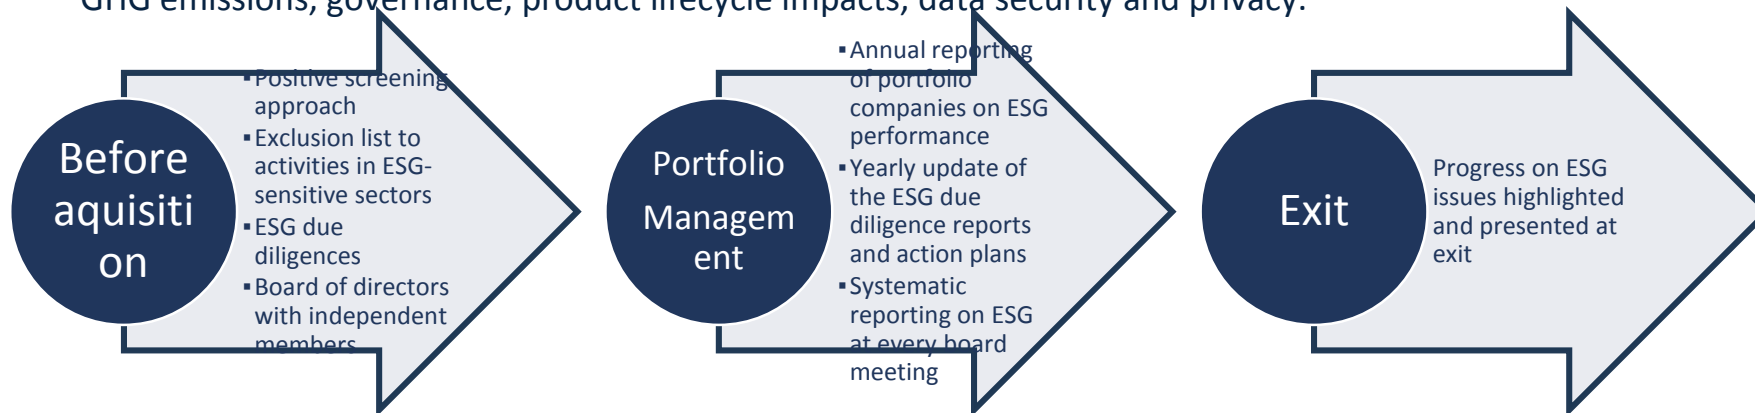 GHG emissions, governance, product lifecycle impacts, data security and privacy.
Before
aquisiti
on
▪Positive screening
approach
▪Exclusion list to
activities in ESG-
sensitive sectors
▪ESG due
diligences
▪Board of directors
with independent
members
Portfolio
Managem
ent
▪Annual reporting
of portfolio
companies on ESG
performance
▪Yearly update of
the ESG due
diligence reports
and action plans
▪Systematic
reporting on ESG
at every board
meeting
Exit
Progress on ESG
issues highlighted
and presented at
exit